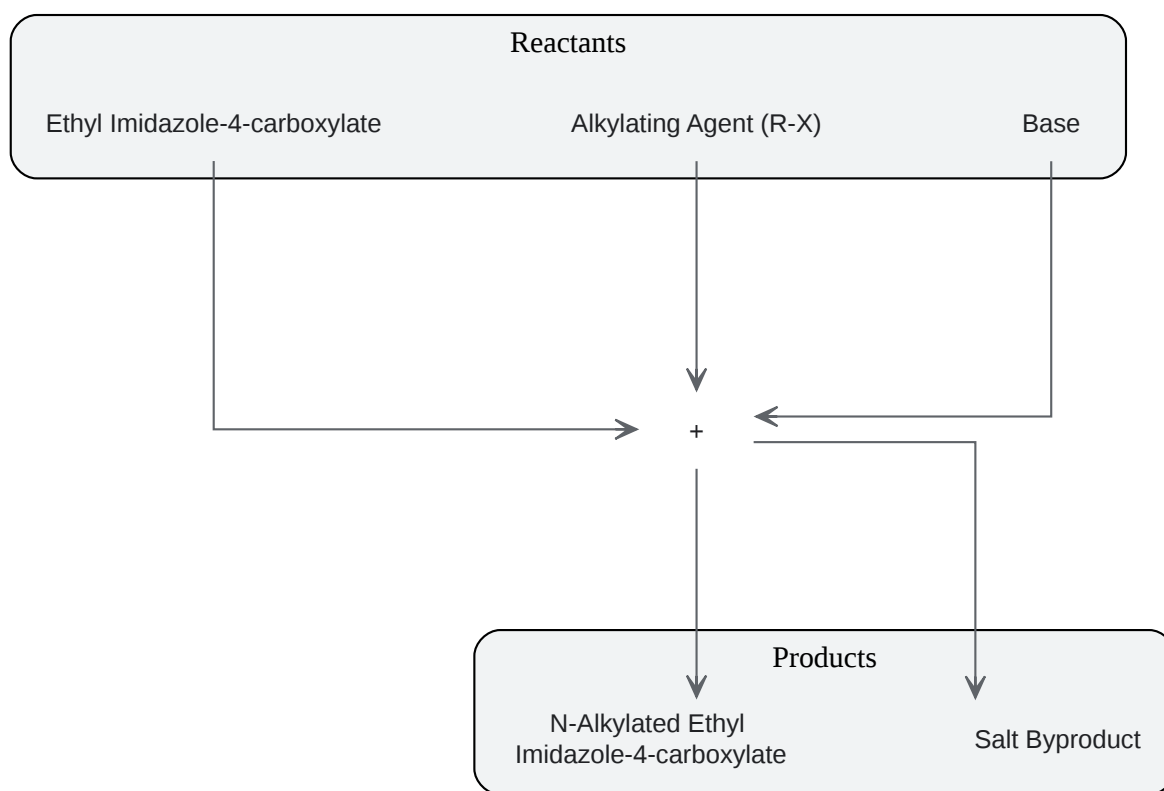 Reactants
Ethyl Imidazole-4-carboxylate
Alkylating Agent (R-X)
Base
+
Products
N-Alkylated Ethyl
Imidazole-4-carboxylate
Salt Byproduct